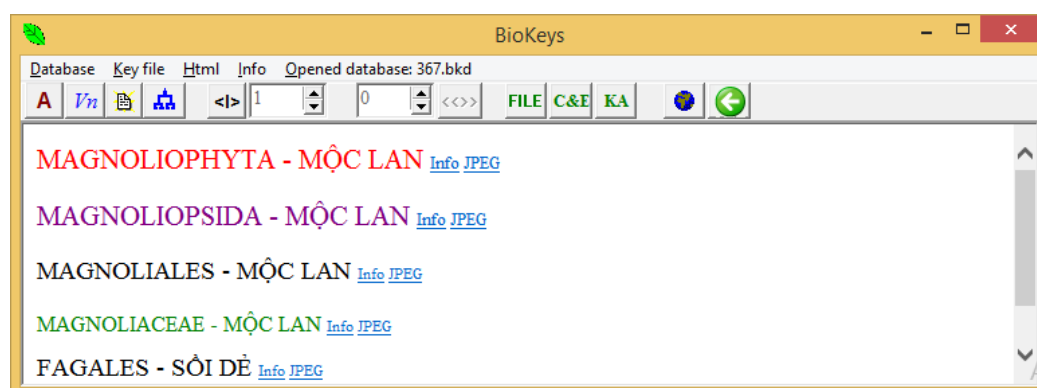 BioKeys
Database Key file Html Info Opened database: 367.bkd
A Vn <|> 1 0 <<>> FILE C&E KA
MAGNOLIOPHYTA - MỘC LAN Info JPEG
MAGNOLIOPSIDA - MỘC LAN Info JPEG
MAGNOLIALES - MỘC LAN Info JPEG
MAGNOLIACEAE - MỘC LAN Info JPEG
FAGALES - SỒI DẺ Info JPEG